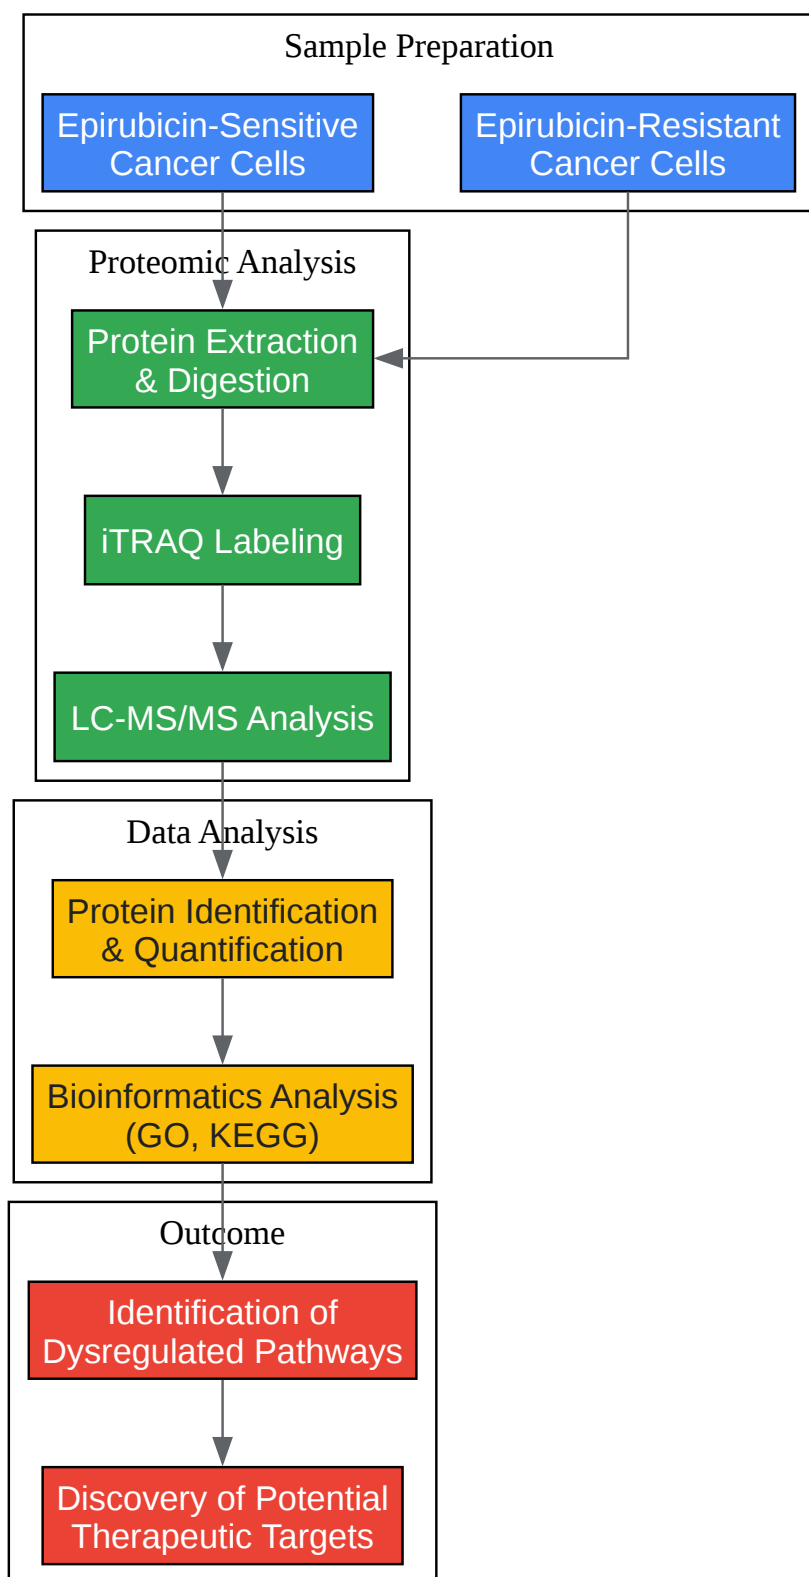 Sample Preparation
Epirubicin-Sensitive
Cancer Cells
Epirubicin-Resistant
Cancer Cells
Proteomic Analysis
Protein Extraction
& Digestion
iTRAQ Labeling
LC-MS/MS Analysis
Data Analysis
Protein Identification
& Quantification
Bioinformatics Analysis
(GO, KEGG)
Outcome
Identification of
Dysregulated Pathways
Discovery of Potential
Therapeutic Targets